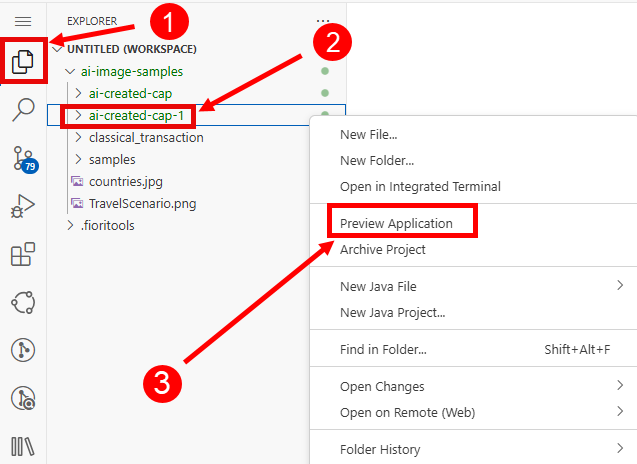 EXPLORER
...
1
UNTITLED (WORKSPACE)
2
ai-image-samples
ai-created-cap
ai-created-cap-1
classical_transaction
samples
countries.jpg
TravelScenario.png
.fioritools
79
New File...
New Folder...
Open in Integrated Terminal
Preview Application
Archive Project
New Java File
New Java Project...
3
Find in Folder... Shift+Alt+F
Open Changes
Open on Remote (Web)
Folder History